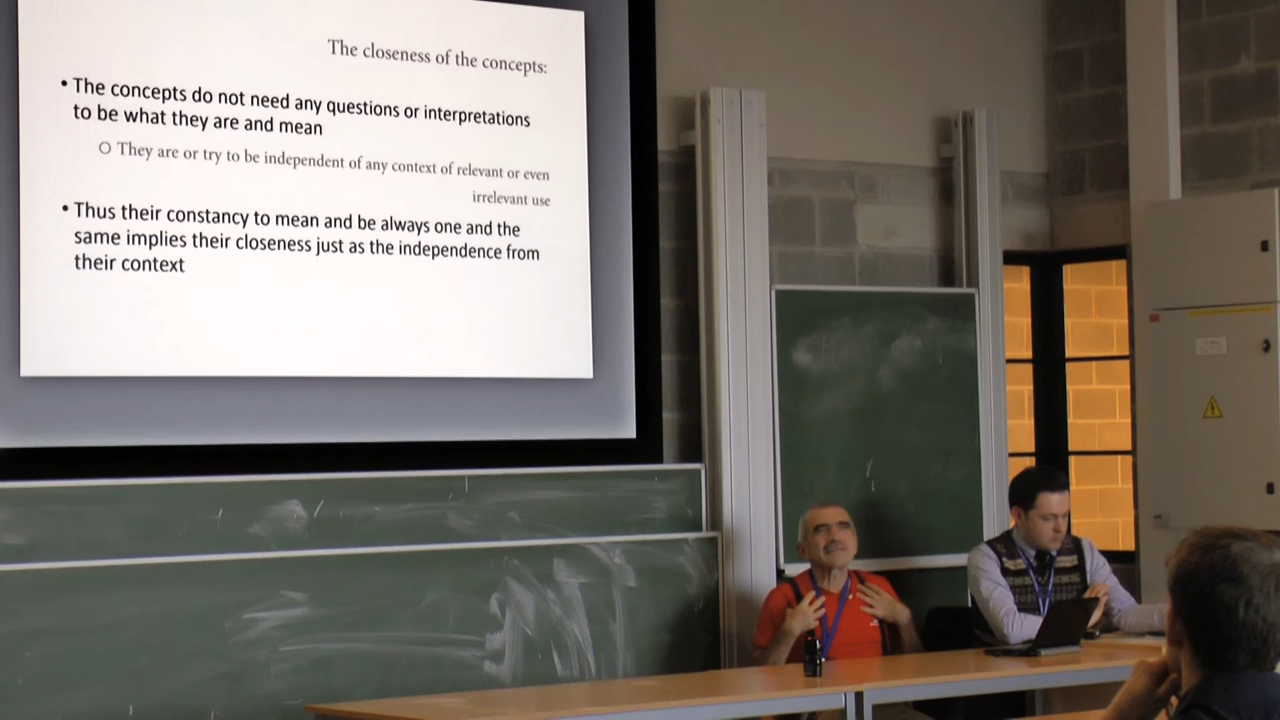 The closeness of the concepts:
• The concepts do not need any questions or interpretations
to be what they are and mean
O They are or try to be independent of any context of relevant or even
irrelevant use
• Thus their constancy to mean and be always one and the
same implies their closeness just as the independence from
their context